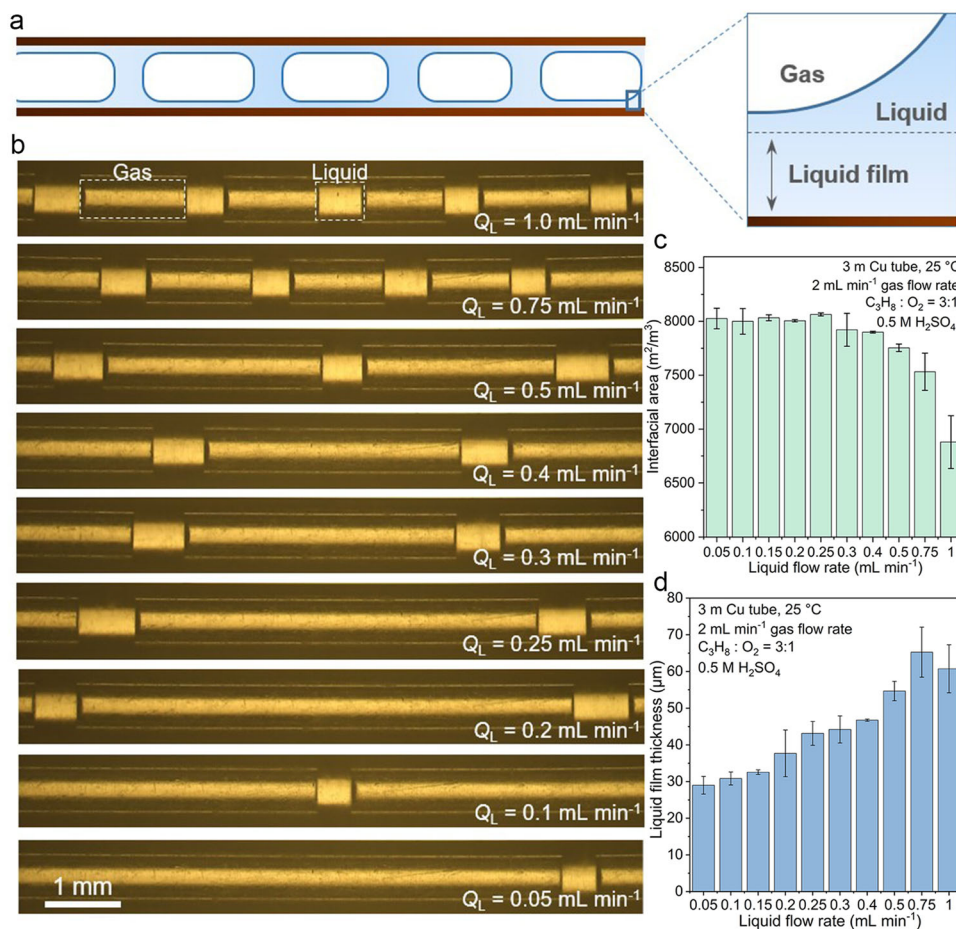 a
Gas
Liquid
Liquid film
b
Gas
Liquid
Q_L = 1.0 mL min⁻¹
Q_L = 0.75 mL min⁻¹
Q_L = 0.5 mL min⁻¹
Q_L = 0.4 mL min⁻¹
Q_L = 0.3 mL min⁻¹
Q_L = 0.25 mL min⁻¹
Q_L = 0.2 mL min⁻¹
Q_L = 0.1 mL min⁻¹
Q_L = 0.05 mL min⁻¹
1 mm
c
3 m Cu tube, 25 °C
2 mL min⁻¹ gas flow rate
C₃H₈ : O₂ = 3:1
0.5 M H₂SO₄
Interfacial area (m²/m³)
8500
8000
7500
7000
6500
6000
0.05 0.1 0.15 0.2 0.25 0.3 0.4 0.5 0.75 1
Liquid flow rate (mL min⁻¹)
d
3 m Cu tube, 25 °C
2 mL min⁻¹ gas flow rate
C₃H₈ : O₂ = 3:1
0.5 M H₂SO₄
Liquid film thickness (μm)
80
70
60
50
40
30
20
10
0
0.05 0.1 0.15 0.2 0.25 0.3 0.4 0.5 0.75 1
Liquid flow rate (mL min⁻¹)